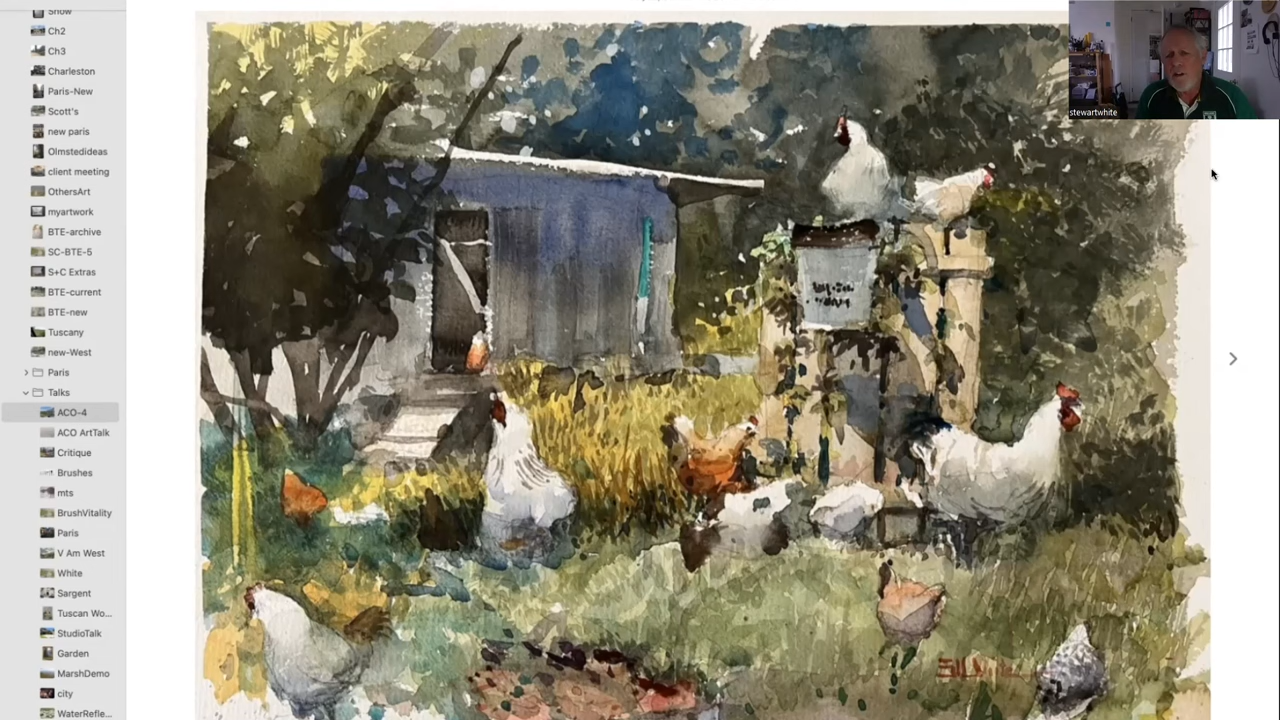 Show
Ch2
Ch3
Charleston
Paris-New
Scott's
new paris
Olmstedideas
client meeting
OthersArt
myartwork
BTE-archive
SC-BTE-5
S+C Extras
BTE-current
BTE-new
Tuscany
new-West
Paris
Talks
ACO-4
ACO ArtTalk
Critique
Brushes
mts
BrushVitality
Paris
V Am West
White
Sargent
Tuscan Wo...
StudioTalk
Garden
MarshDemo
city
WaterRefle...
stewartwhite